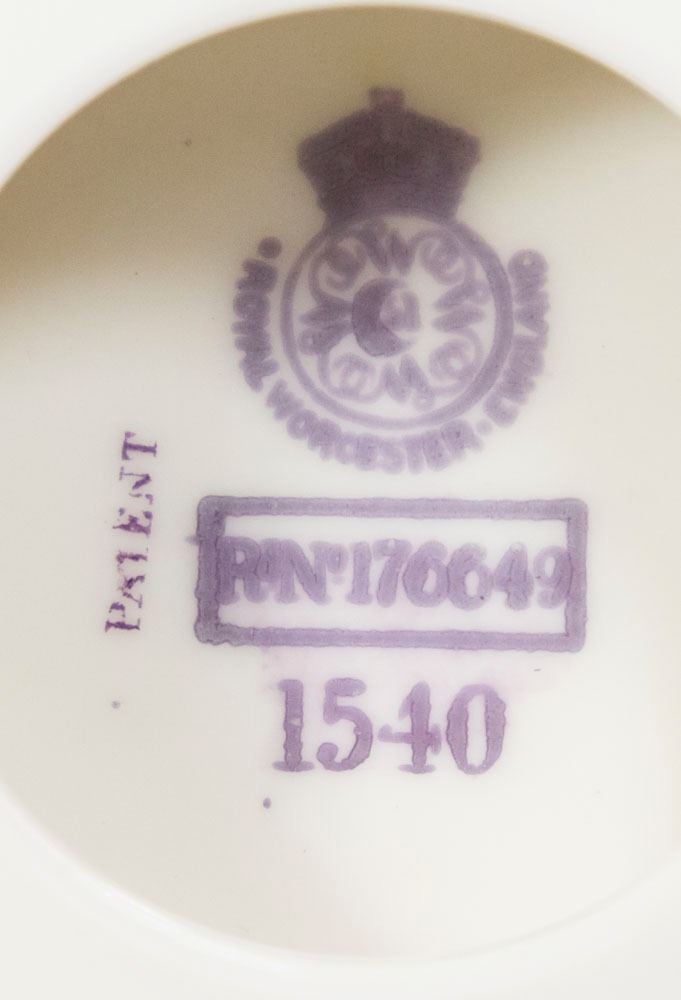 ROYAL WORCESTER · ENGLAND
PATENT
RdNo 176649
1540